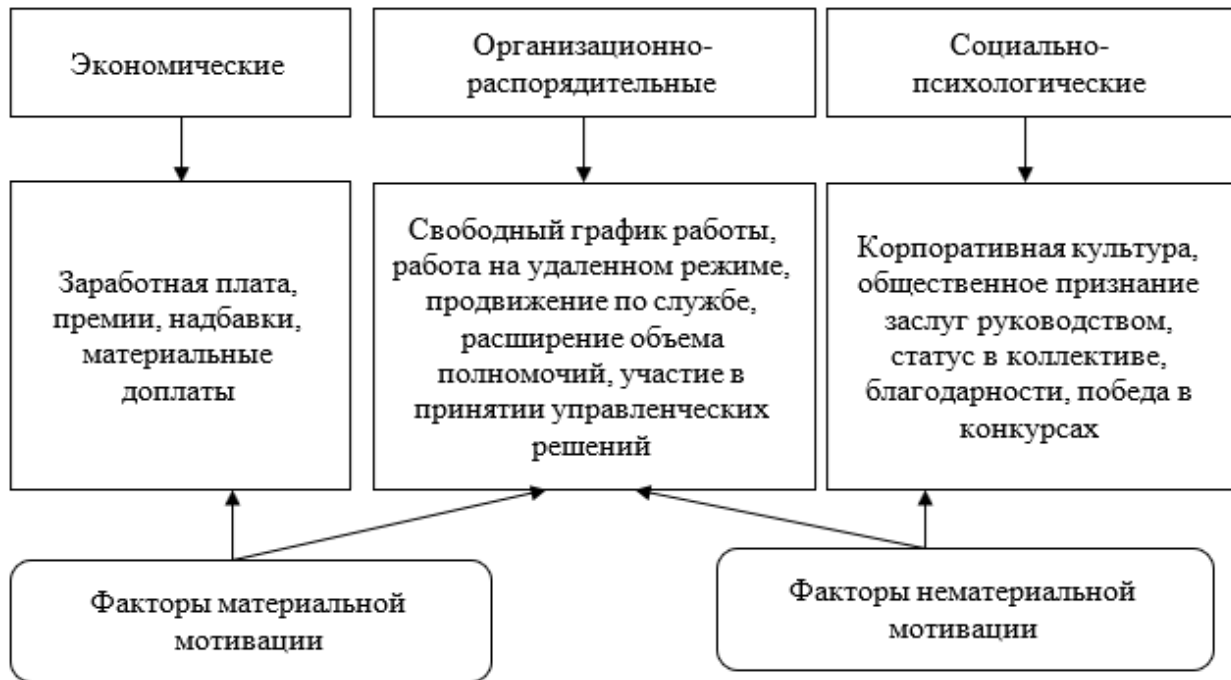 Экономические
Организационно-
распорядительные
Социально-
психологические
Заработная плата,
премии, надбавки,
материальные
доплаты
Свободный график работы,
работа на удаленном режиме,
продвижение по службе,
расширение объема
полномочий, участие в
принятии управленческих
решений
Корпоративная культура,
общественное признание
заслуг руководством,
статус в коллективе,
благодарности, победа в
конкурсах
Факторы материальной
мотивации
Факторы нематериальной
мотивации